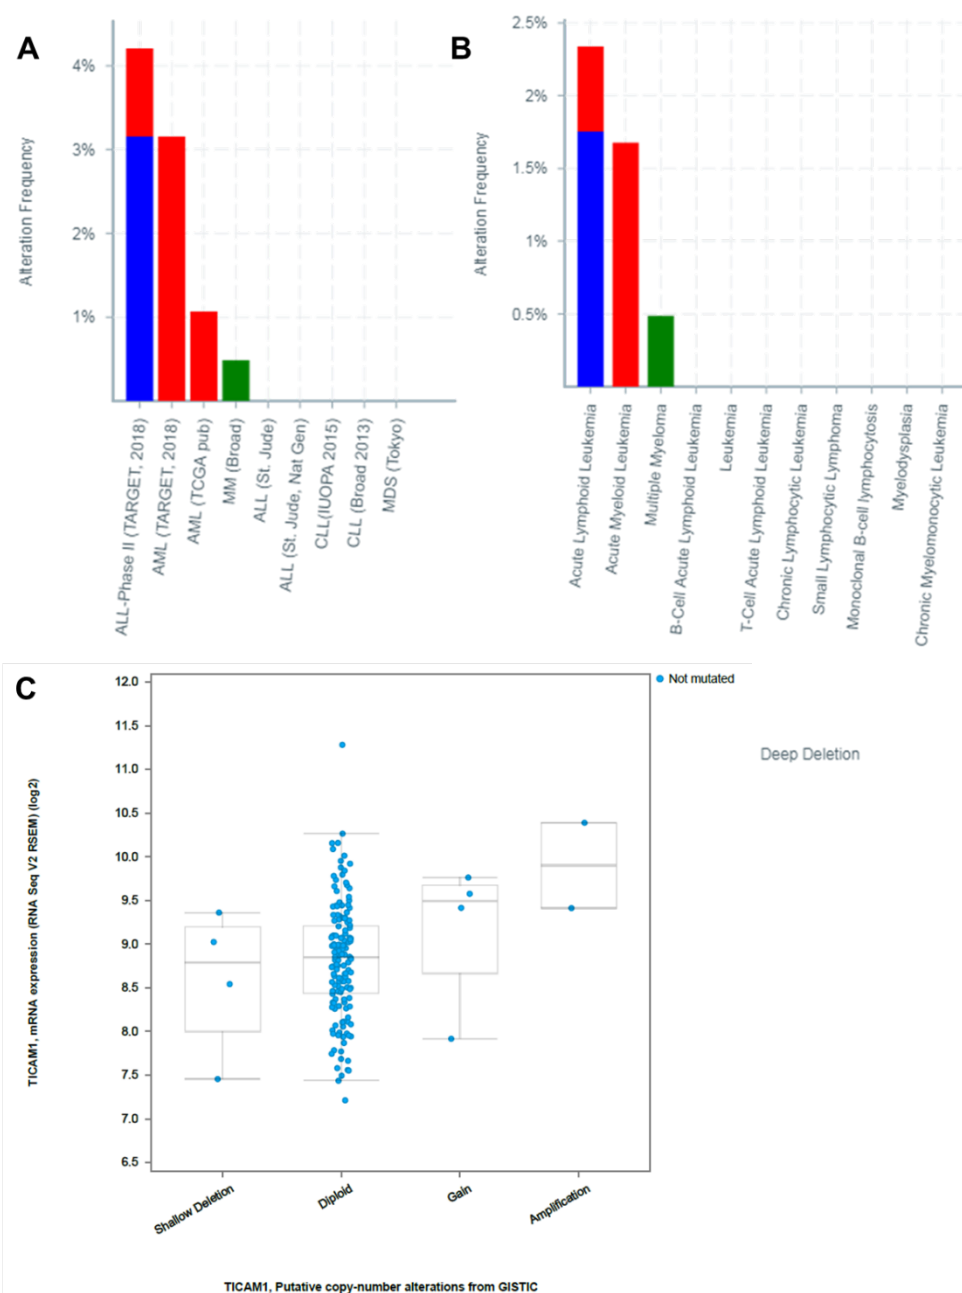 A
4%
3%
2%
1%
Alteration Frequency
ALL-Phase II (TARGET, 2018)
AML (TARGET, 2018)
AML (TCGA pub)
MM (Broad)
ALL (St. Jude)
ALL (St. Jude, Nat Gen)
CLL(IUOPA 2015)
CLL (Broad 2013)
MDS (Tokyo)
B
2.5%
2%
1.5%
1%
0.5%
Alteration Frequency
Acute Lymphoid Leukemia
Acute Myeloid Leukemia
Multiple Myeloma
B-Cell Acute Lymphoid Leukemia
Leukemia
T-Cell Acute Lymphoid Leukemia
Chronic Lymphocytic Leukemia
Small Lymphocytic Lymphoma
Monoclonal B-cell lymphocytosis
Myelodysplasia
Chronic Myelomonocytic Leukemia
C
12.0
11.5
11.0
10.5
10.0
9.5
9.0
8.5
8.0
7.5
7.0
6.5
TICAM1, mRNA expression (RNA Seq V2 RSEM) (log2)
Not mutated
Deep Deletion
Shallow Deletion
Diploid
Gain
Amplification
TICAM1, Putative copy-number alterations from GISTIC